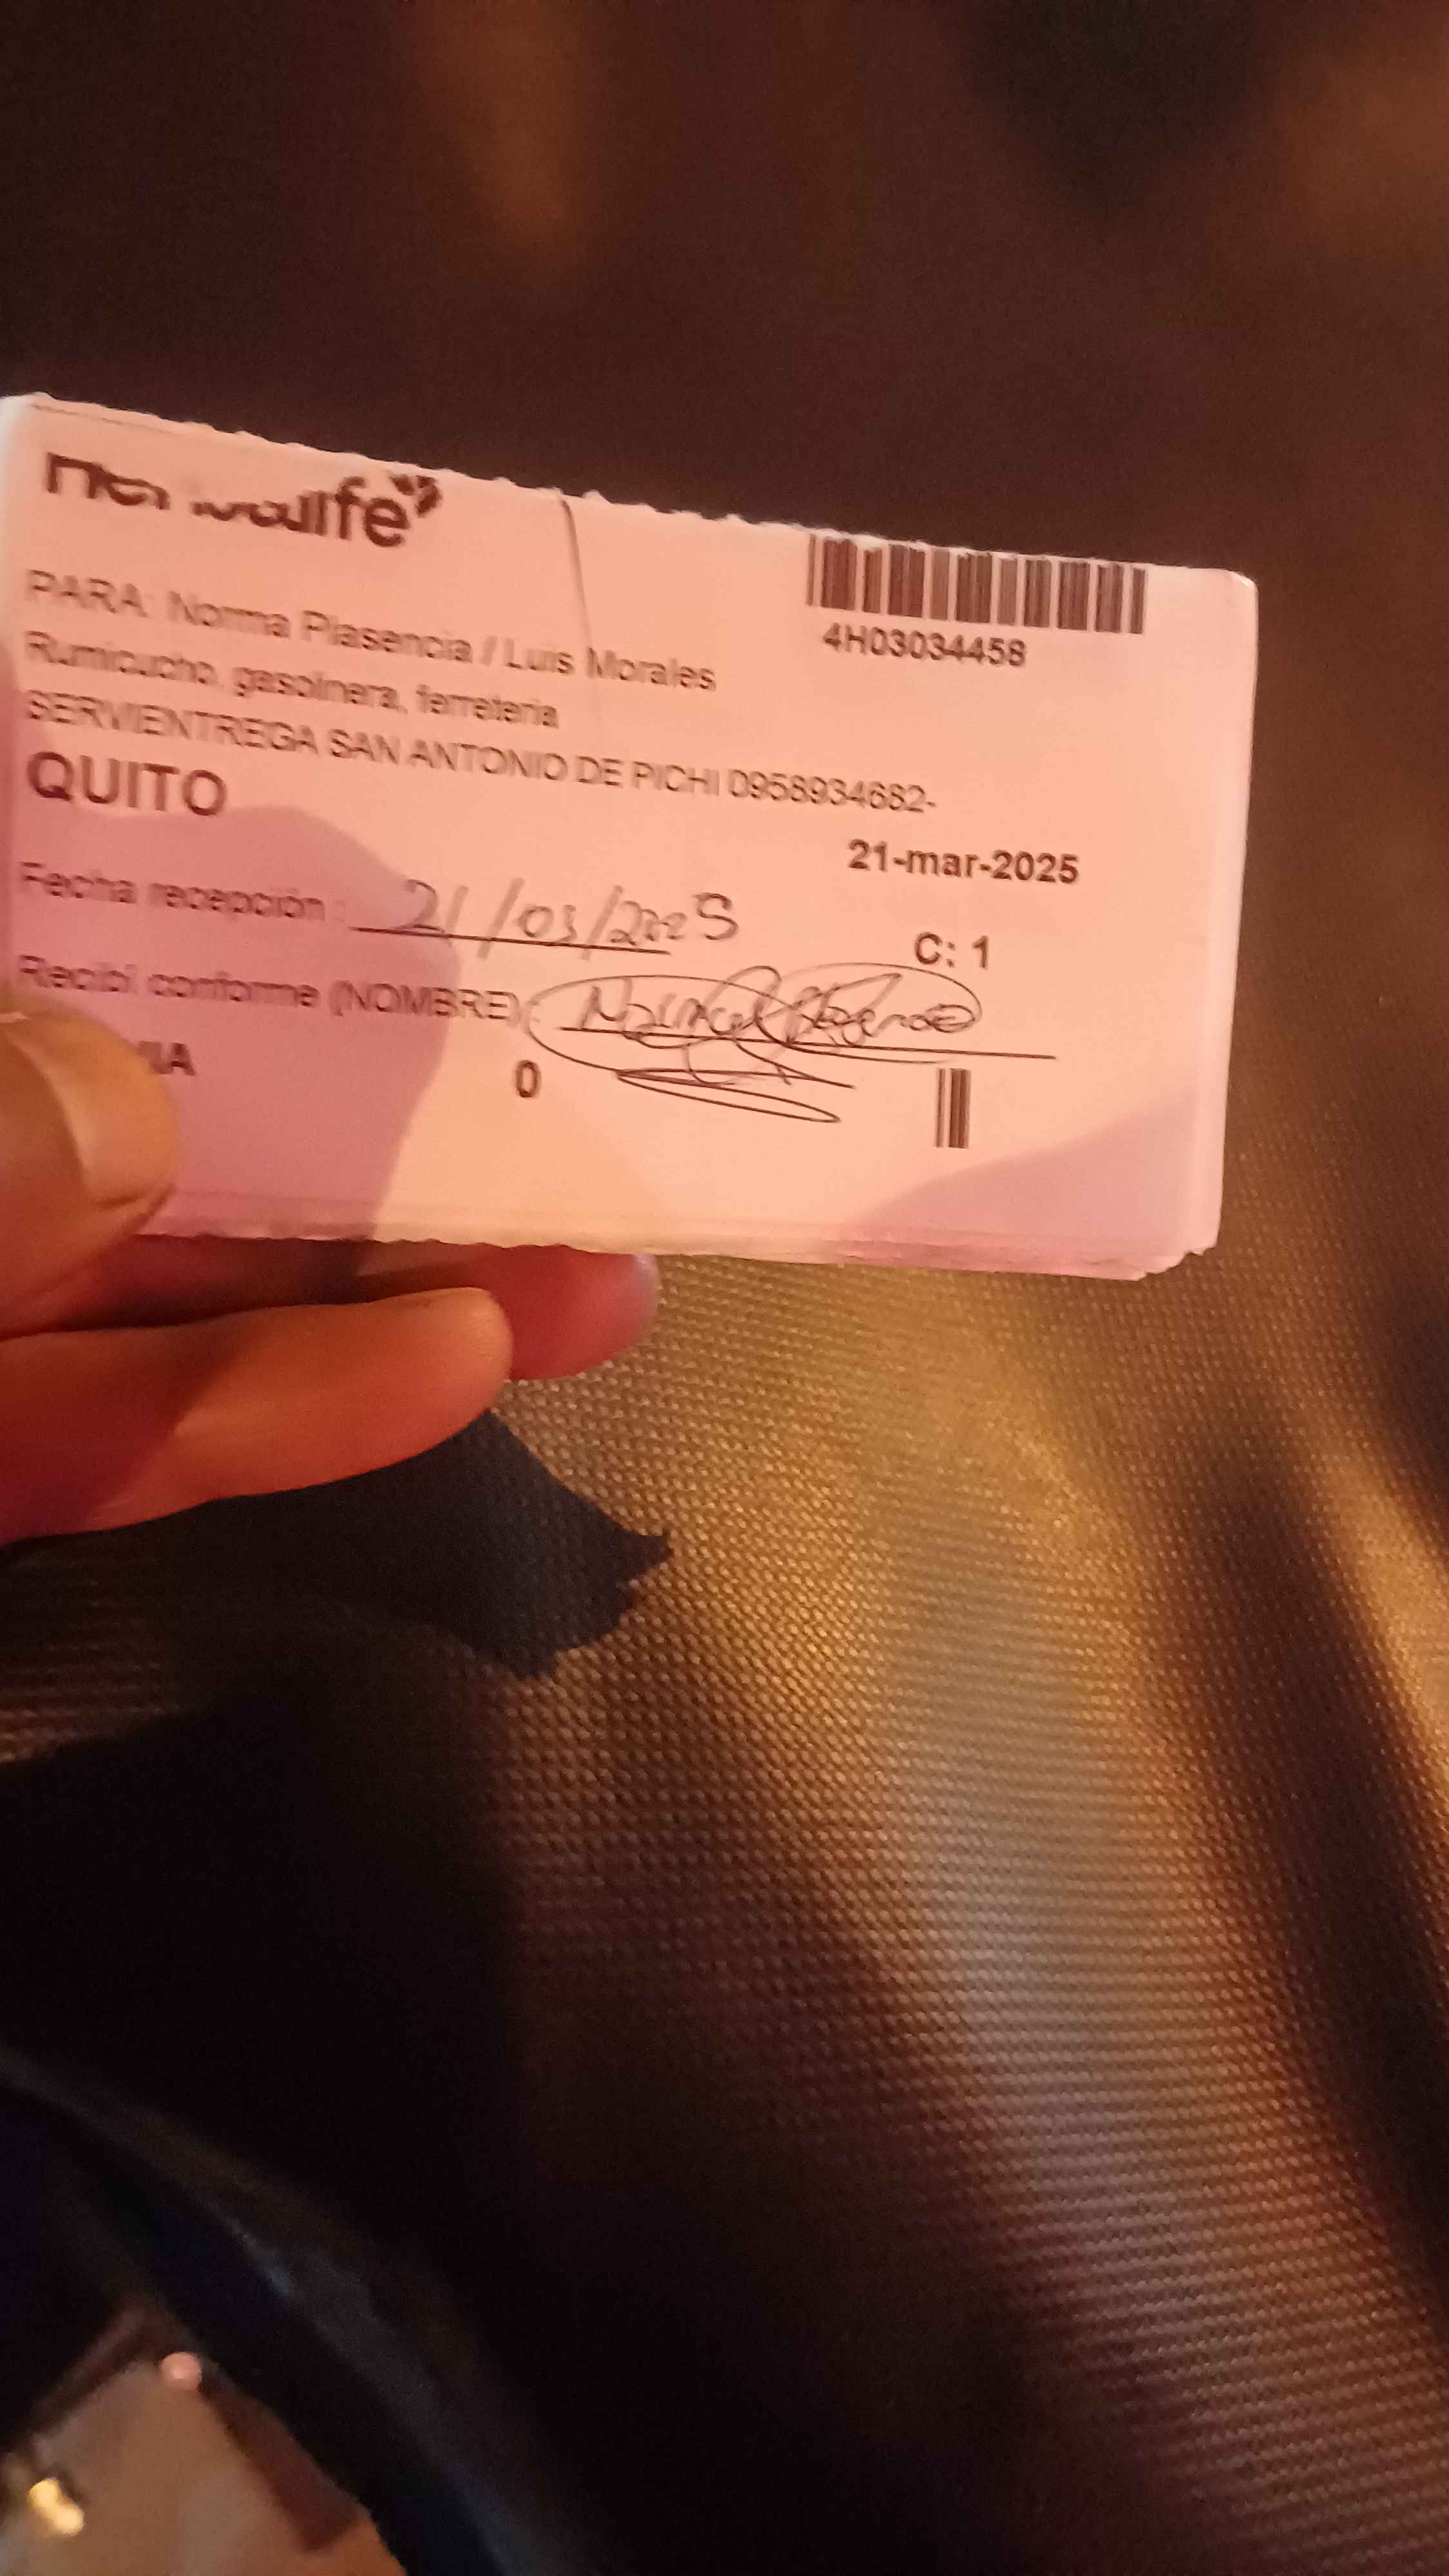 PARA: Norma Plasencia / Luis Morales
4H03034458
Rumicucho, gasolinera, ferreteria
SERVIENTREGA SAN ANTONIO DE PICHI 0958934682-
QUITO
21-mar-2025
Fecha recepción : 21/03/2025
C: 1
Recibí conforme (NOMBRE)
0